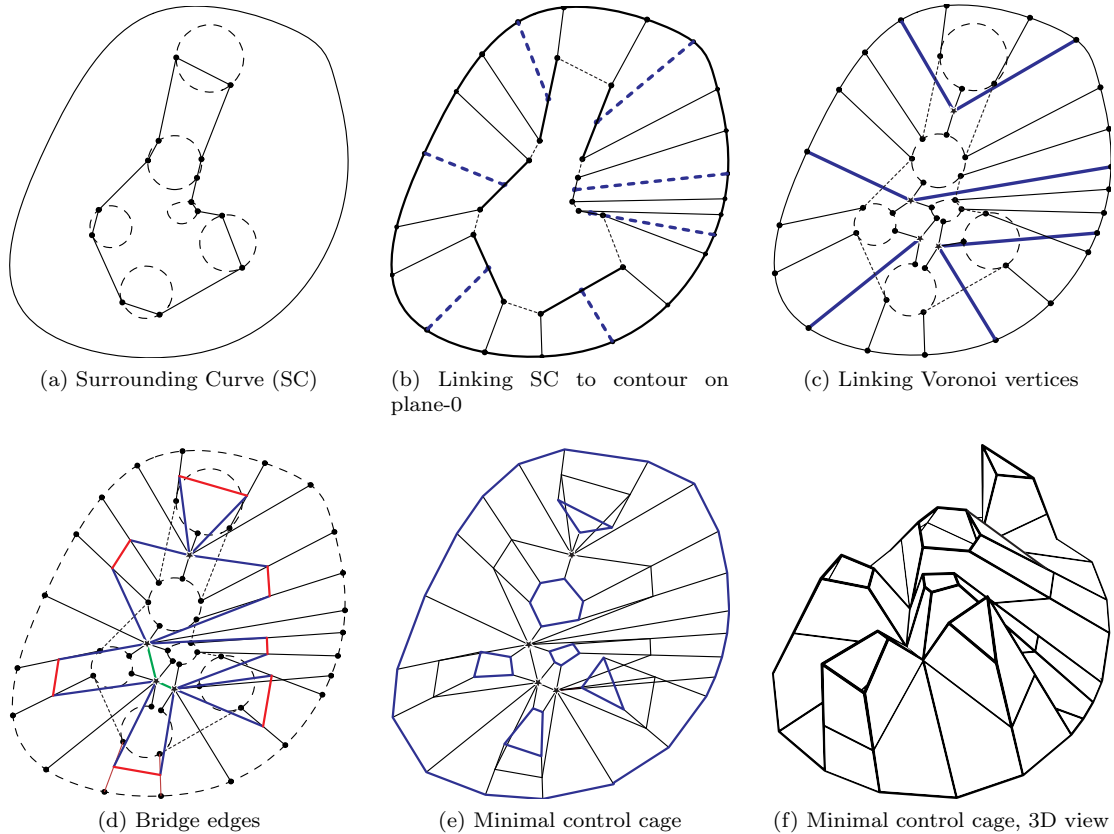 (a) Surrounding Curve (SC)
(b) Linking SC to contour on
plane-0
(c) Linking Voronoi vertices
(d) Bridge edges
(e) Minimal control cage
(f) Minimal control cage, 3D view